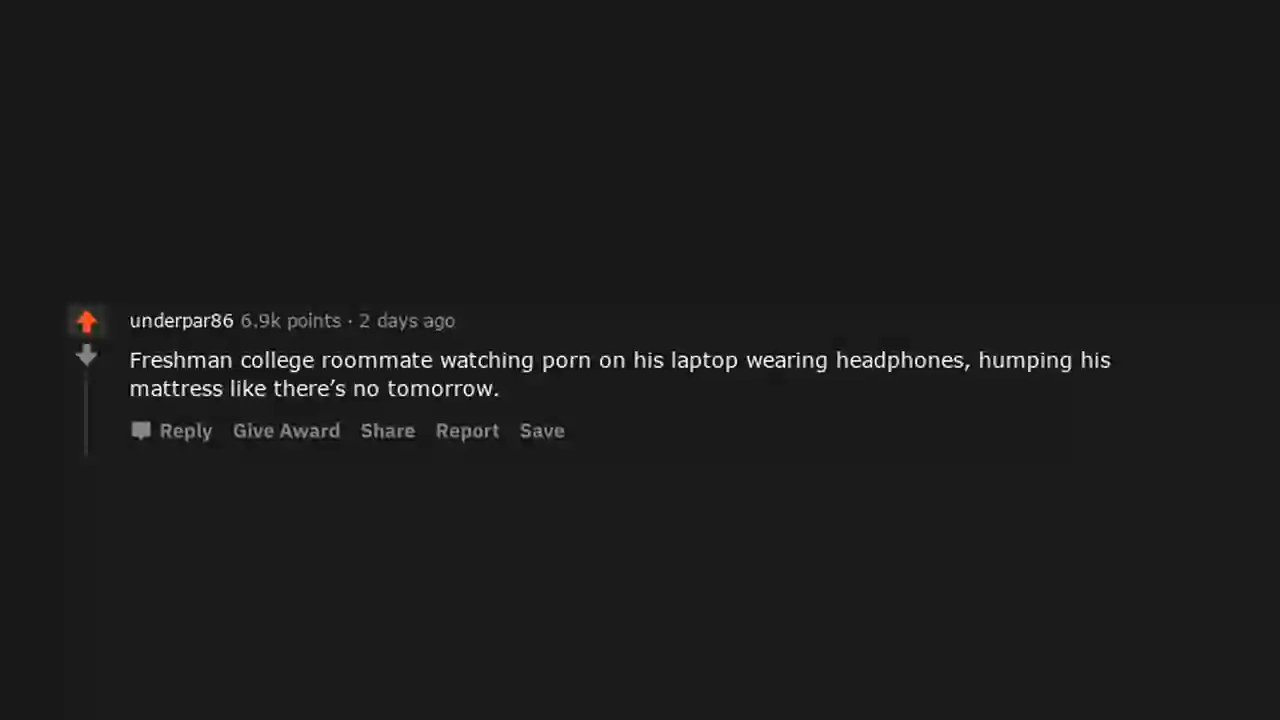 underpar86 6.9k points · 2 days ago
Freshman college roommate watching porn on his laptop wearing headphones, humping his
mattress like there’s no tomorrow.
Reply Give Award Share Report Save